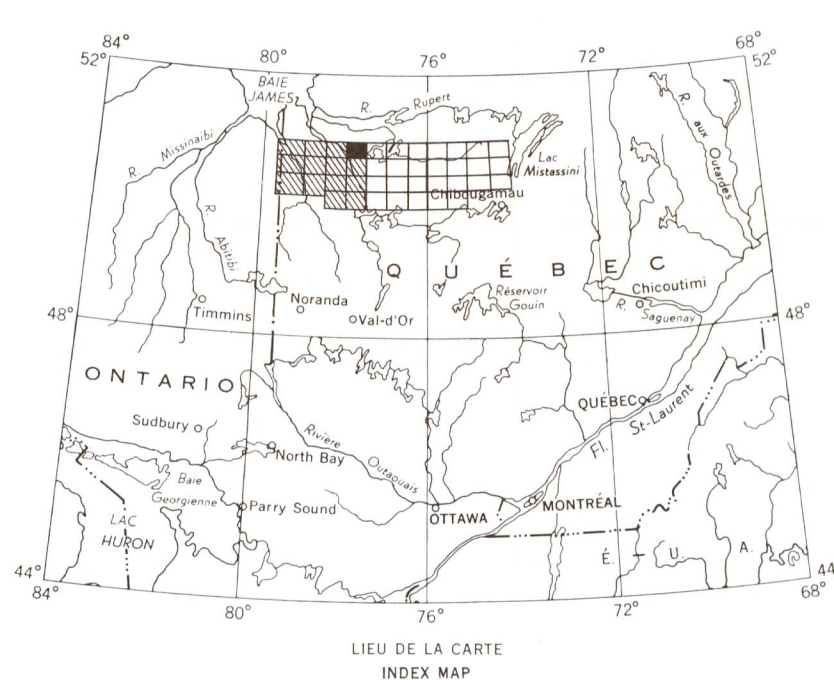 84° 80° 76° 72° 68°
52° 52°
BAIE
JAMES
R. Rupert
R. Missinaibi
R. aux Outardes
Lac
Mistassini
Chibougamau
R. Abitibi
QUÉBEC
Chicoutimi
Réservoir
Gouin
R. Saguenay
Noranda
Timmins
Val-d'Or
48° 48°
ONTARIO
QUÉBEC
Fl. St-Laurent
Sudbury
North Bay
Rivière Outaouais
Baie
Georgienne
Parry Sound
OTTAWA
MONTRÉAL
LAC
HURON
É. U. A.
44° 44
84° 80° 76° 72° 68°
LIEU DE LA CARTE
INDEX MAP